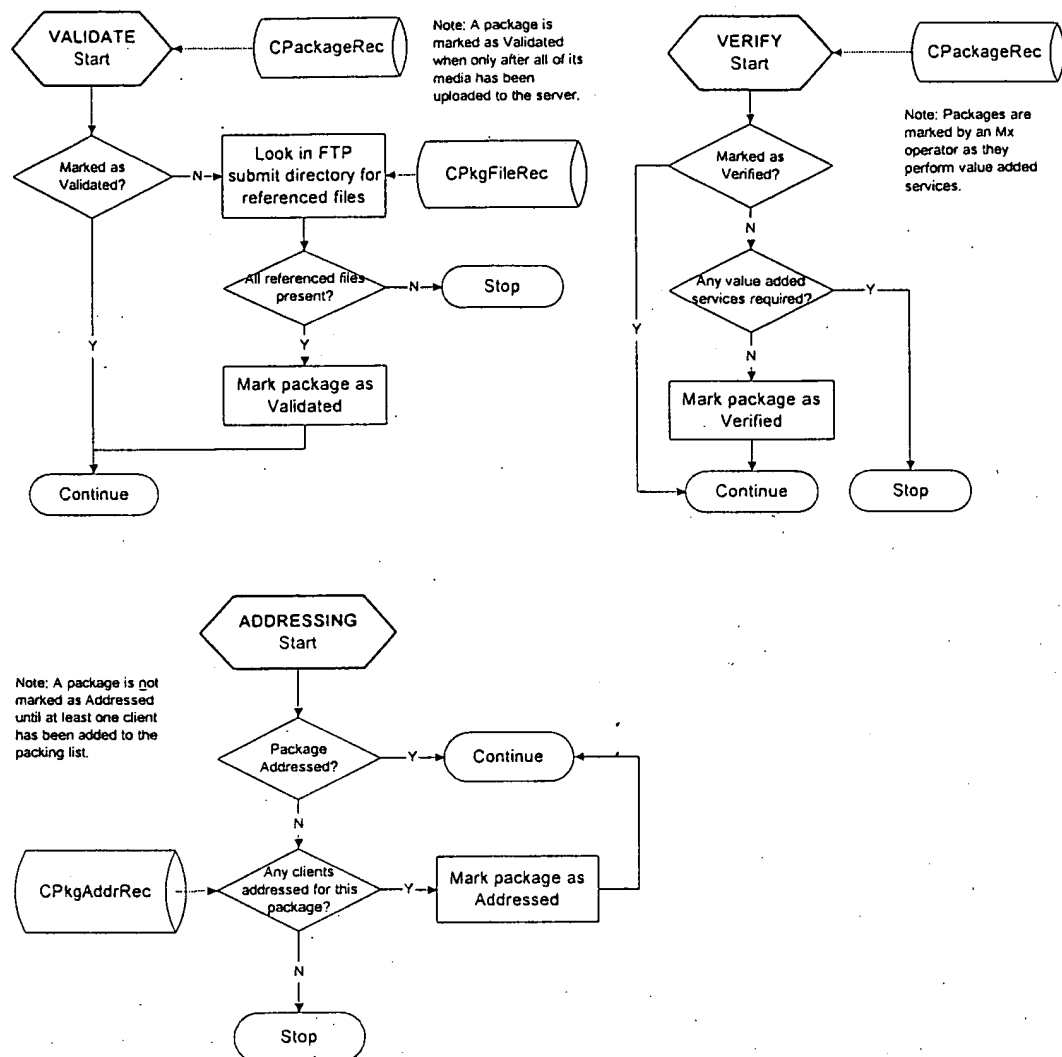 VALIDATE
Start
CPackageRec
Note: A package is
marked as Validated
when only after all of its
media has been
uploaded to the server.
Marked as
Validated?
N
Look in FTP
submit directory for
referenced files
CPkgFileRec
All referenced files
present?
N
Stop
Y
Y
Mark package as
Validated
Continue
VERIFY
Start
CPackageRec
Note: Packages are
marked by an Mx
operator as they
perform value added
services.
Marked as
Verified?
N
Any value added
services required?
Y
Y
N
Mark package as
Verified
Continue
Stop
ADDRESSING
Start
Note: A package is not
marked as Addressed
until at least one client
has been added to the
packing list.
Package
Addressed?
Y
Continue
N
CPkgAddrRec
Any clients
addressed for this
package?
Y
Mark package as
Addressed
N
Stop